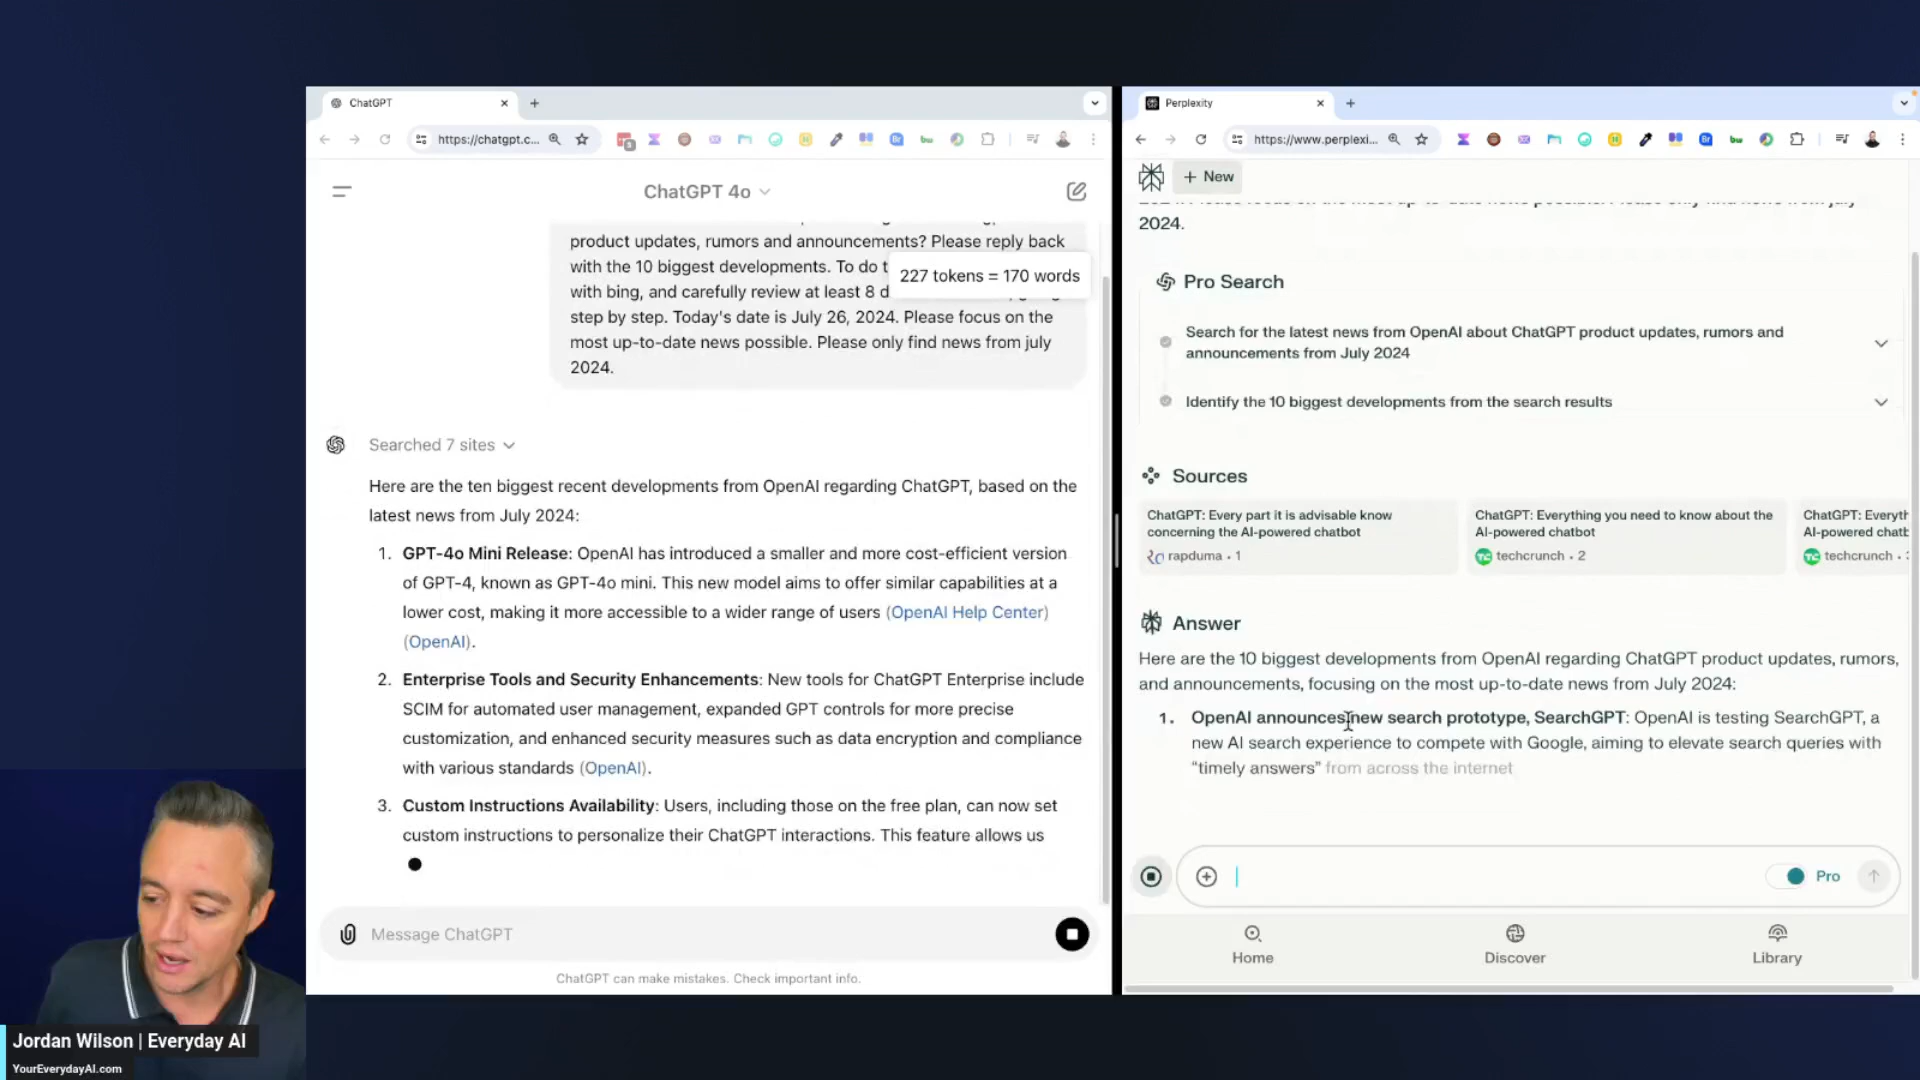 ChatGPT
https://chatgpt.c...
ChatGPT 4o
product updates, rumors and announcements? Please reply back
with the 10 biggest developments. To do t
227 tokens = 170 words
with bing, and carefully review at least 8 d
step by step. Today's date is July 26, 2024. Please focus on the
most up-to-date news possible. Please only find news from july
2024.
Searched 7 sites
Here are the ten biggest recent developments from OpenAI regarding ChatGPT, based on the
latest news from July 2024:
1. GPT-4o Mini Release: OpenAI has introduced a smaller and more cost-efficient version
of GPT-4, known as GPT-4o mini. This new model aims to offer similar capabilities at a
lower cost, making it more accessible to a wider range of users (OpenAI Help Center)
(OpenAI).
2. Enterprise Tools and Security Enhancements: New tools for ChatGPT Enterprise include
SCIM for automated user management, expanded GPT controls for more precise
customization, and enhanced security measures such as data encryption and compliance
with various standards (OpenAI).
3. Custom Instructions Availability: Users, including those on the free plan, can now set
custom instructions to personalize their ChatGPT interactions. This feature allows us
Message ChatGPT
ChatGPT can make mistakes. Check important info.
Perplexity
https://www.perplexi...
+ New
2024.
Pro Search
Search for the latest news from OpenAI about ChatGPT product updates, rumors and
announcements from July 2024
Identify the 10 biggest developments from the search results
Sources
ChatGPT: Every part it is advisable know
concerning the AI-powered chatbot
rapduma • 1
ChatGPT: Everything you need to know about the
AI-powered chatbot
techcrunch • 2
ChatGPT: Everyth
AI-powered chatb
techcrunch •
Answer
Here are the 10 biggest developments from OpenAI regarding ChatGPT product updates, rumors,
and announcements, focusing on the most up-to-date news from July 2024:
1. OpenAI announces new search prototype, SearchGPT: OpenAI is testing SearchGPT, a
new AI search experience to compete with Google, aiming to elevate search queries with
“timely answers” from across the internet
Pro
Home
Discover
Library
Jordan Wilson | Everyday AI
YourEverydayAI.com